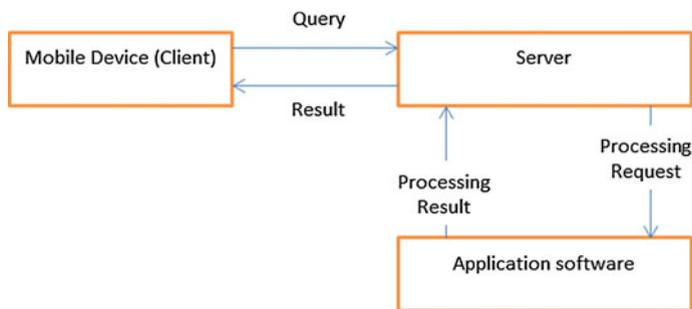 Query
Mobile Device (Client)
Server
Result
Processing
Request
Processing
Result
Application software